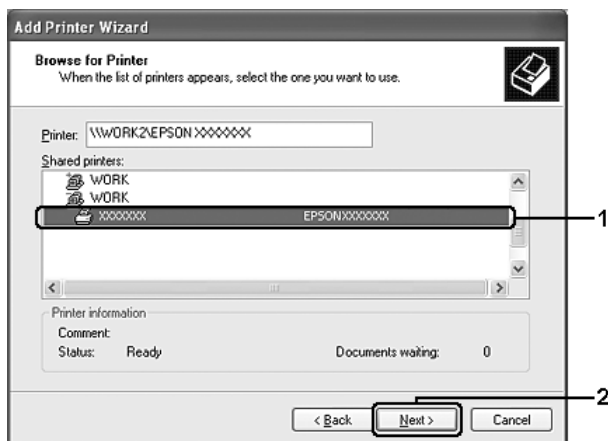 Add Printer Wizard
Browse for Printer
When the list of printers appears, select the one you want to use.
Printer: \\WORK2\EPSON XXXXXXX
Shared printers:
WORK
WORK
XXXXXXX EPSONXXXXXXX
1
Printer information
Comment:
Status: Ready Documents waiting: 0
2
< Back Next > Cancel